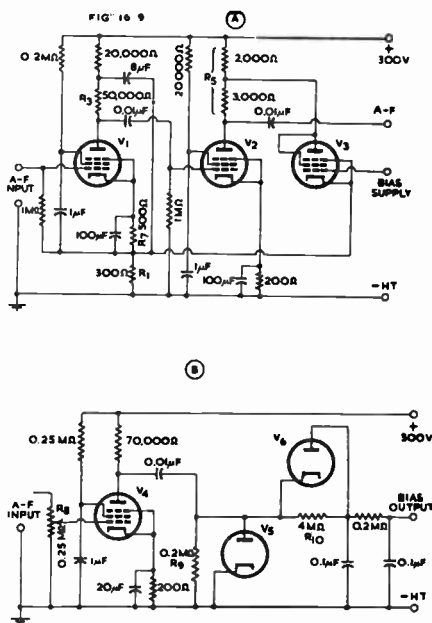 FIG 16 9
A
0.2MΩ
20,000Ω
8μF
R3
50,000Ω
0.01μF
V1
A-F
INPUT
1MΩ
1μF
100μF
R7 500Ω
300Ω
R1
1MΩ
20,000Ω
R5
2,000Ω
3,000Ω
0.01μF
V2
V3
1μF
100μF
200Ω
+
300V
A-F
BIAS
SUPPLY
-HT
B
0.25 MΩ
70,000Ω
0.01μF
V4
A-F
INPUT
R8
0.25 MΩ
1μF
20μF
200Ω
0.2MΩ
R9
V5
V6
4MΩ
R10
0.2MΩ
0.1μF
0.1μF
+
300V
BIAS
OUTPUT
-HT